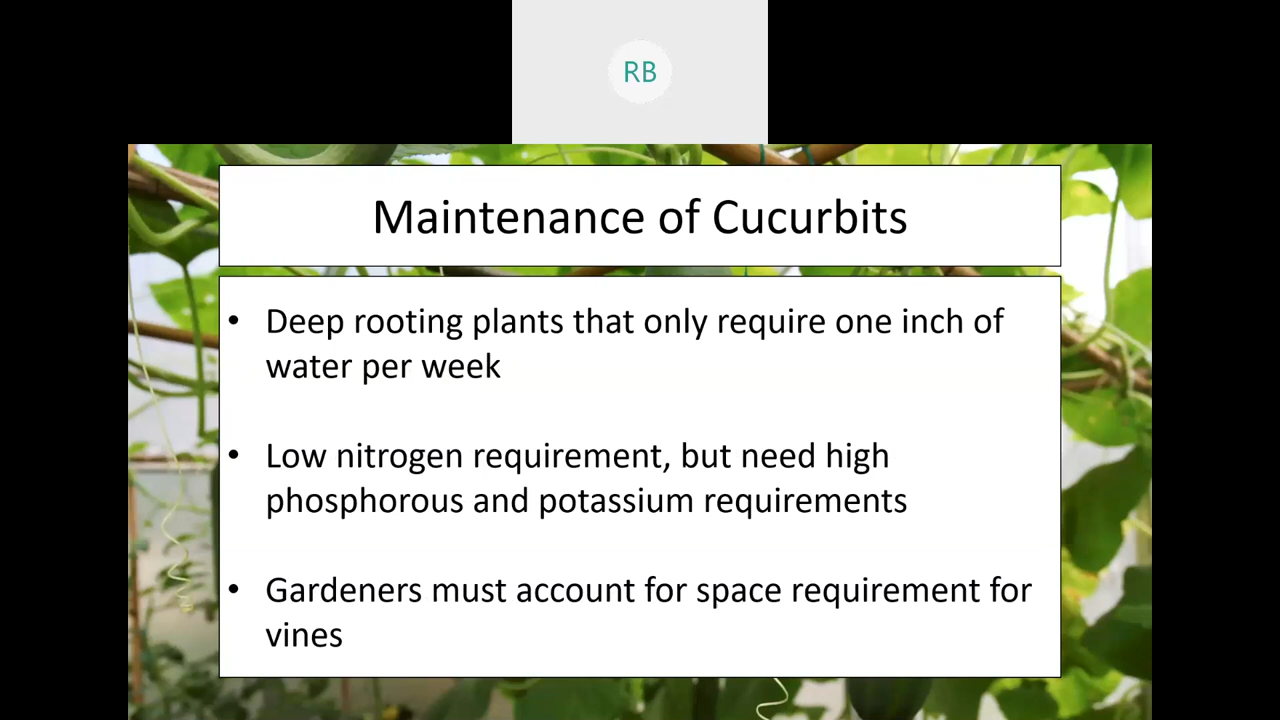 RB
Maintenance of Cucurbits
• Deep rooting plants that only require one inch of
water per week
• Low nitrogen requirement, but need high
phosphorous and potassium requirements
• Gardeners must account for space requirement for
vines